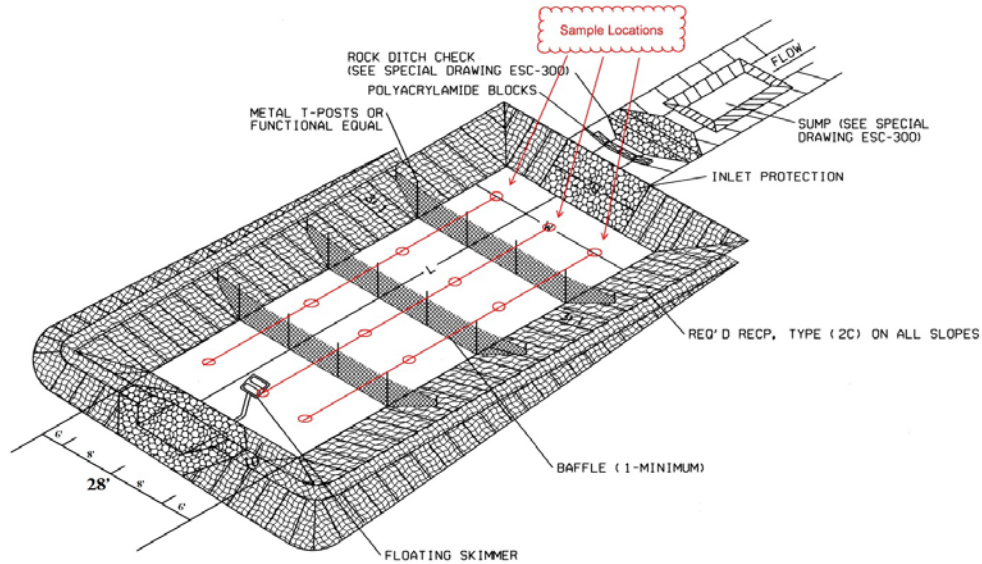 Sample Locations
ROCK DITCH CHECK
(SEE SPECIAL DRAWING ESC-300)
POLYACRYLAMIDE BLOCKS
METAL T-POSTS OR
FUNCTIONAL EQUAL
FLOW
SUMP (SEE SPECIAL
DRAWING ESC-300)
INLET PROTECTION
W
L
REQ'D RECP, TYPE (2C) ON ALL SLOPES
BAFFLE (1-MINIMUM)
6' 8' 8' 6'
28'
FLOATING SKIMMER